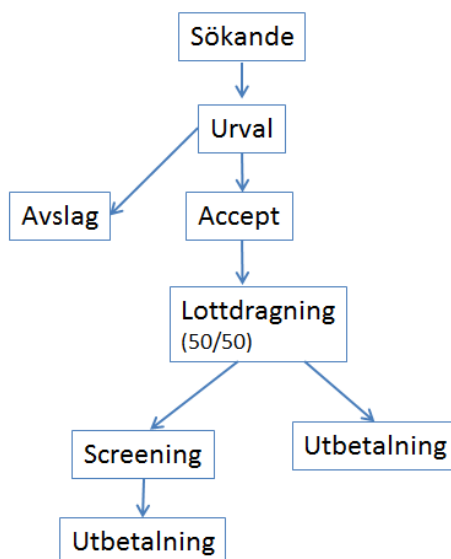 Sökande
Urval
Avslag
Accept
Lottdragning
(50/50)
Screening
Utbetalning
Utbetalning